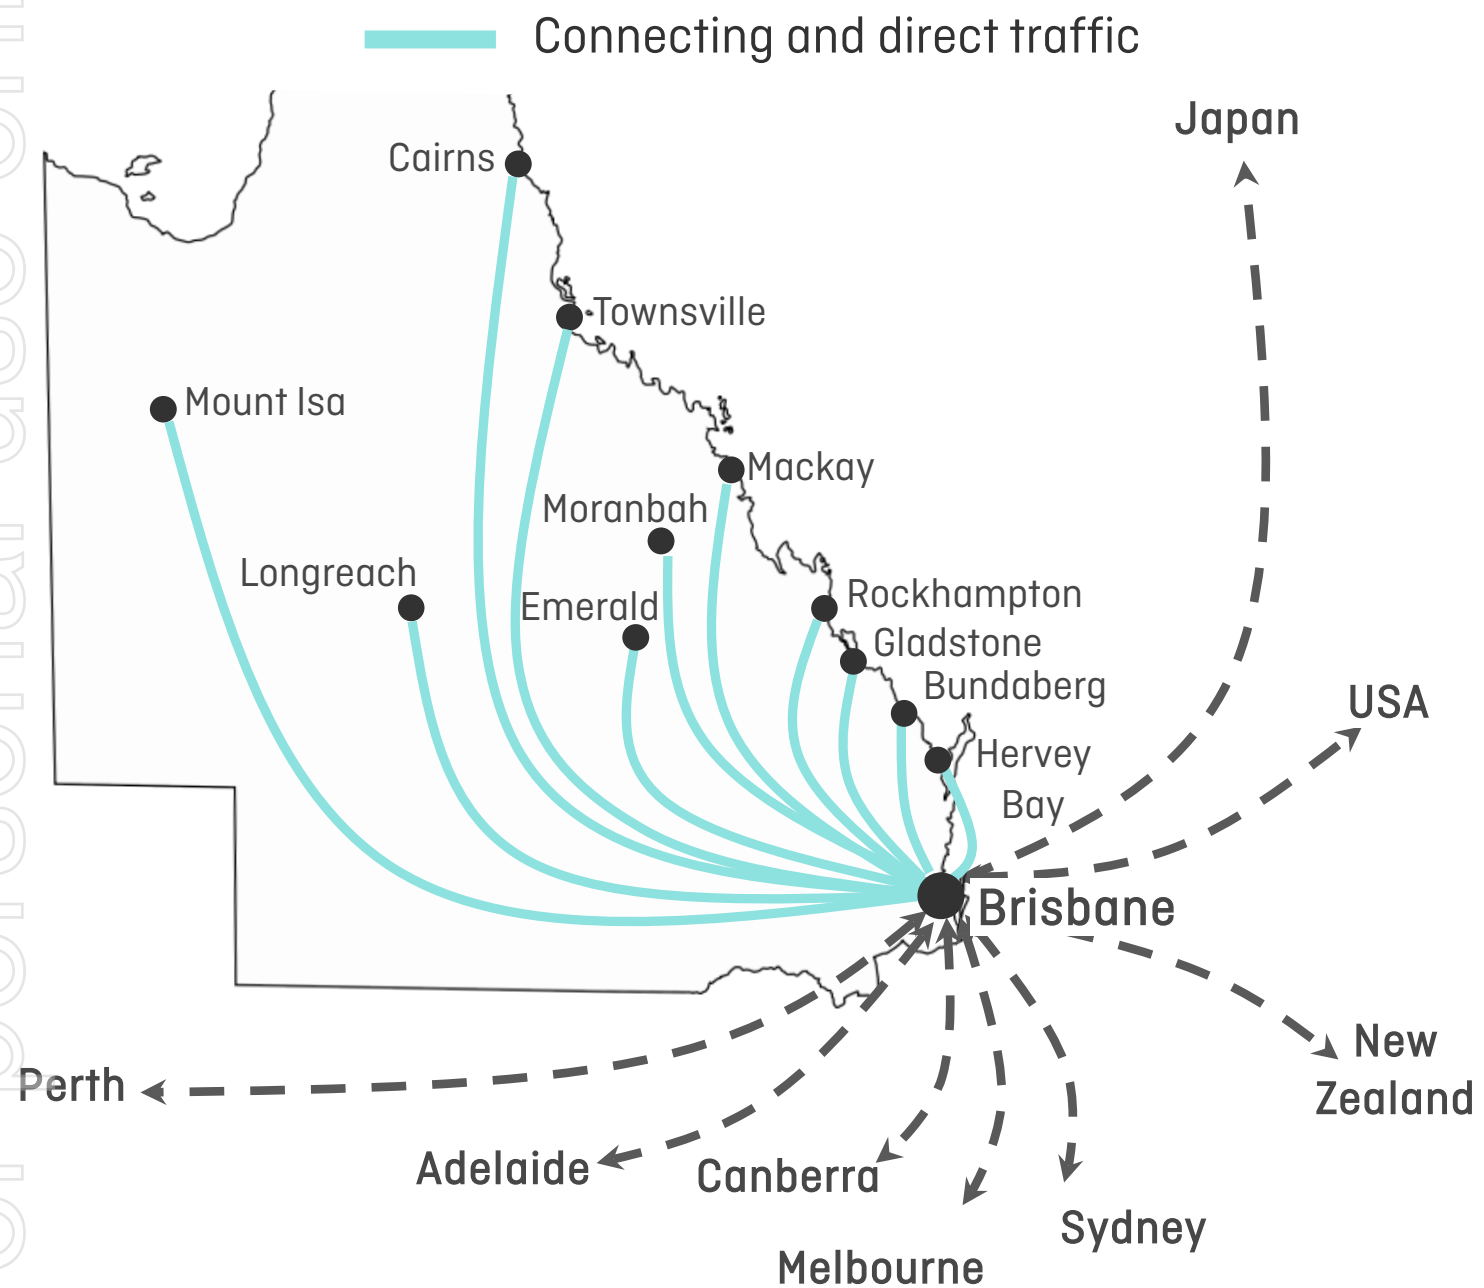 Connecting and direct traffic
Japan
Cairns
Townsville
Mount Isa
Mackay
Moranbah
Longreach
Rockhampton
Emerald
Gladstone
Bundaberg
USA
Hervey
Bay
Brisbane
New
Zealand
Perth
Adelaide
Canberra
Sydney
Melbourne